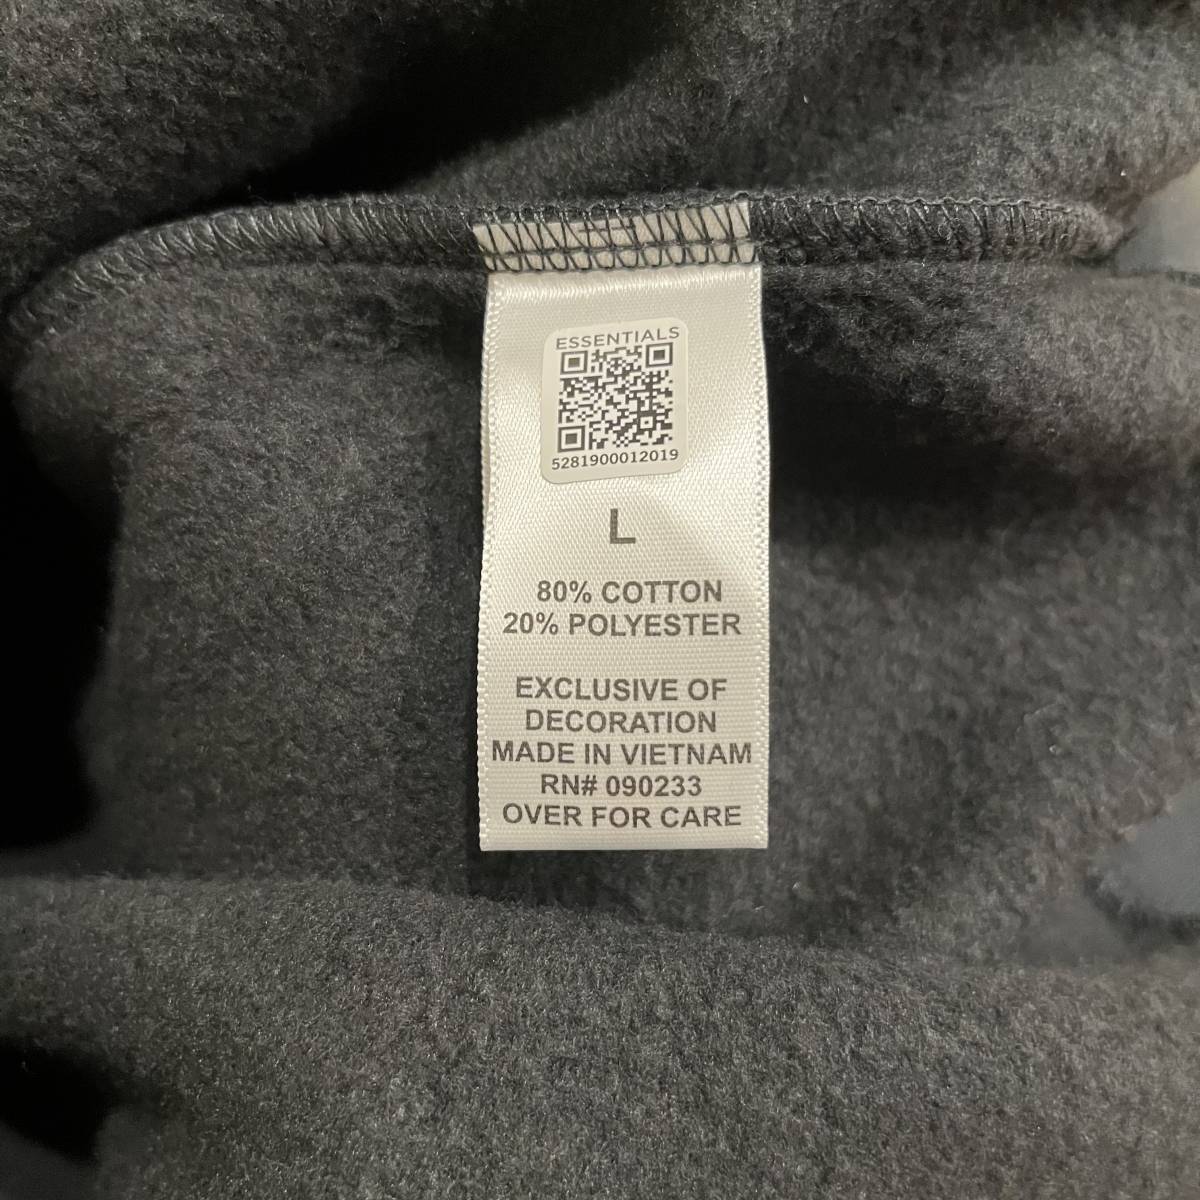 ESSENTIALS
5281900012019
L
80% COTTON
20% POLYESTER
EXCLUSIVE OF
DECORATION
MADE IN VIETNAM
RN# 090233
OVER FOR CARE